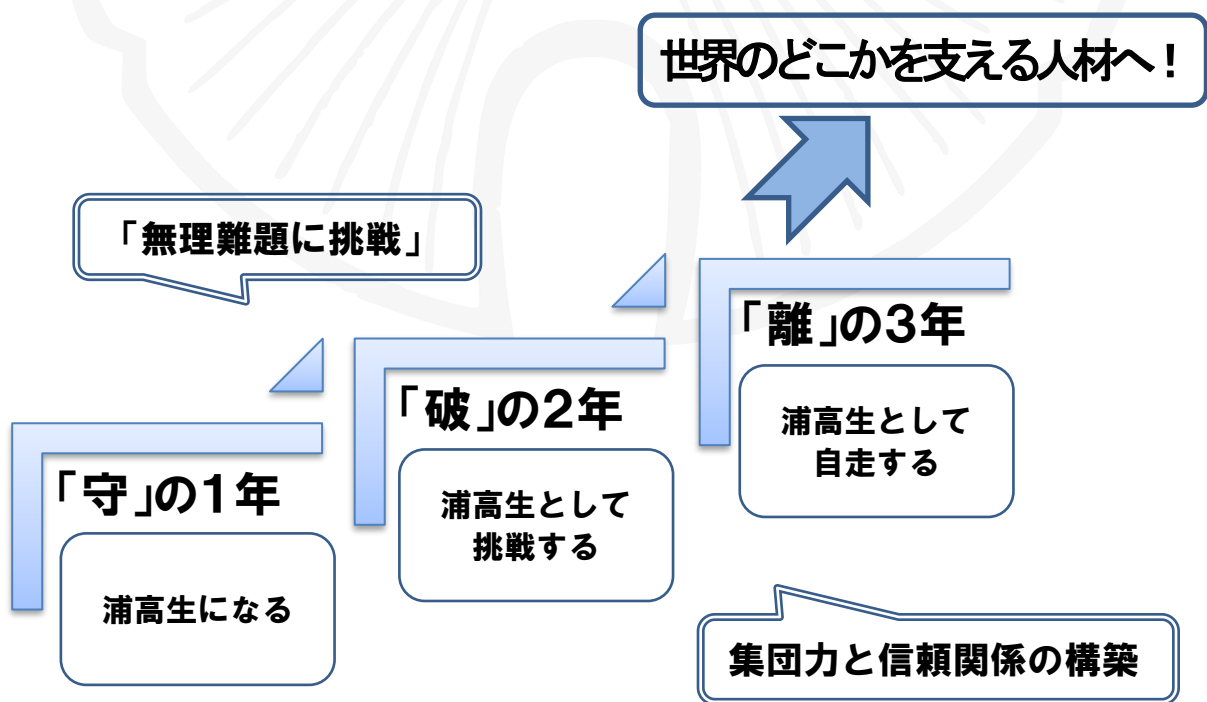 世界のどこかを支える人材へ！
「無理難題に挑戦」
「離」の３年
浦高生として
自走する
「破」の２年
浦高生として
挑戦する
「守」の１年
浦高生になる
集団力と信頼関係の構築